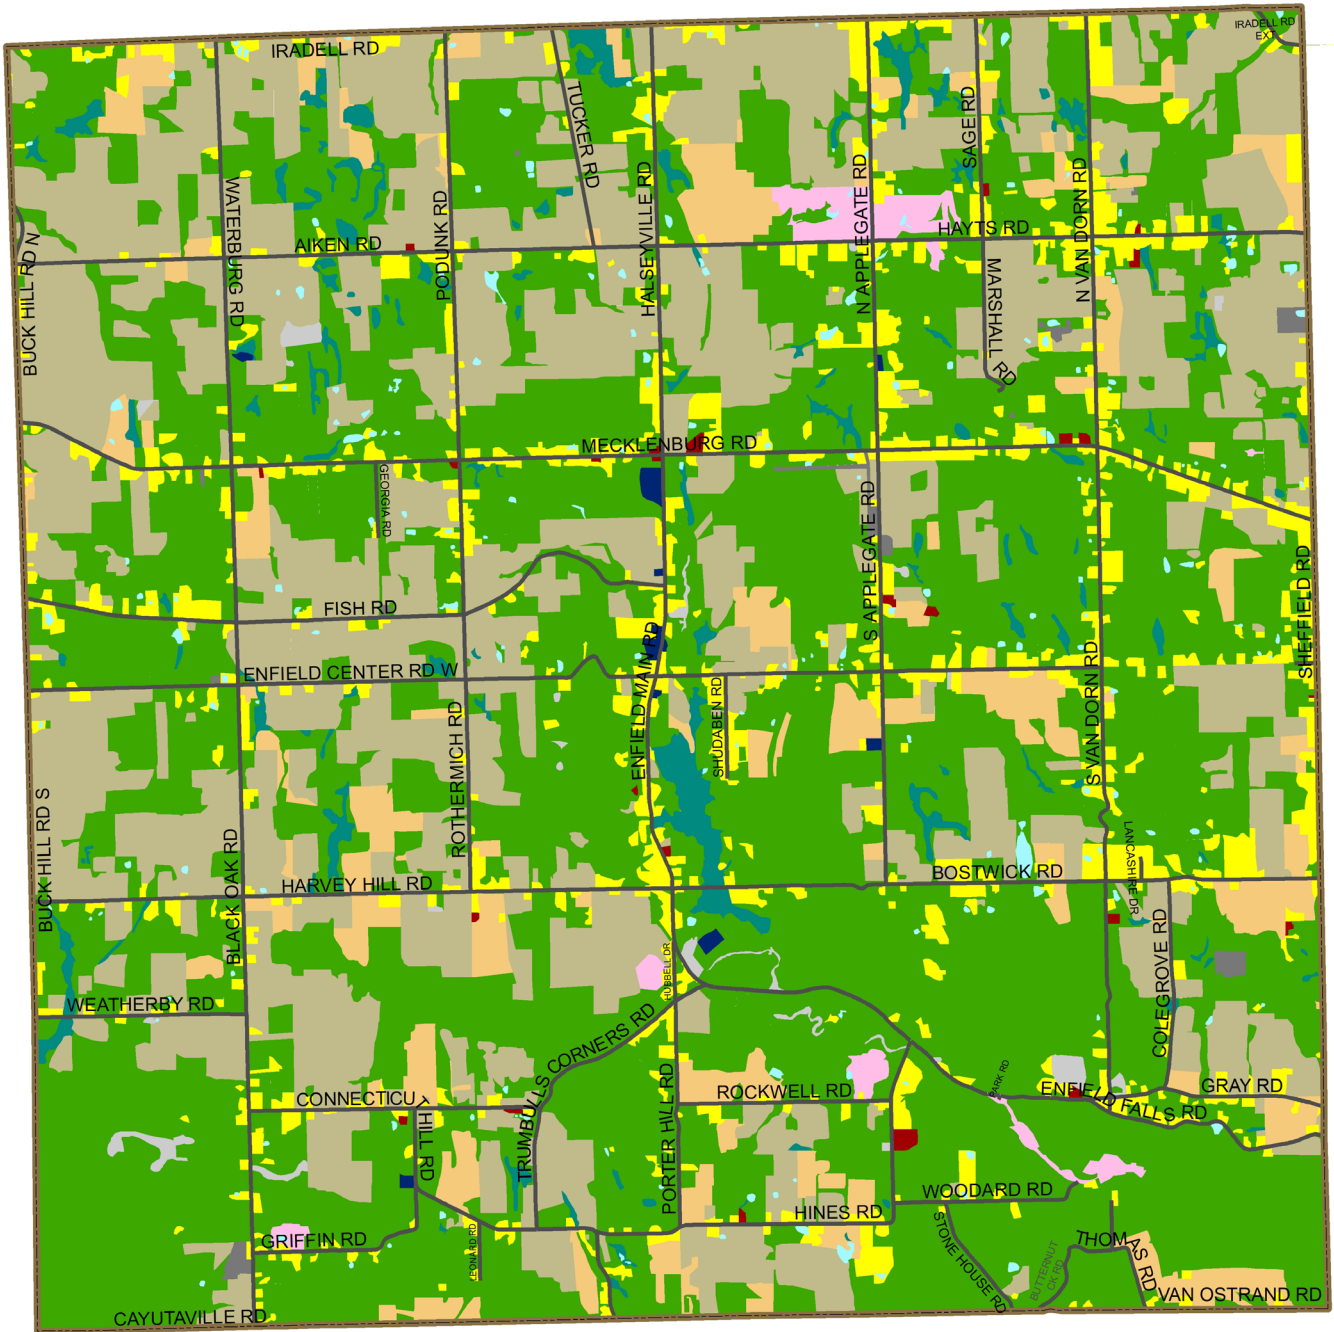 IRADELL RD
EXT
IRADELL RD
TUCKER RD
SAGE RD
WATERBURG RD
PODUNK RD
HALSEYVILLE RD
N APPLEGATE RD
N VAN DORN RD
BUCK HILL RD N
AIKEN RD
HAYTS RD
MARSHALL RD
MECKLENBURG RD
GEORGIA RD
S APPLEGATE RD
SHEFFIELD RD
FISH RD
ENFIELD CENTER RD W
ENFIELD MAIN RD
SHUDABEN RD
S VAN DORN RD
ROTHERMICH RD
BUCK HILL RD S
BLACK OAK RD
HARVEY HILL RD
BOSTWICK RD
LANCASHIRE DR
COLEGROVE RD
HUBBELL DR
WEATHERBY RD
TRUMBULLS CORNERS RD
CONNECTICUT HILL RD
PORTER HILL RD
ROCKWELL RD
PARK RD
ENFIELD FALLS RD
GRAY RD
WOODARD RD
HINES RD
STONE HOUSE RD
BUTTERNUT
CK RD
THOMAS RD
GRIFFIN RD
LEONARD RD
VAN OSTRAND RD
CAYUTAVILLE RD